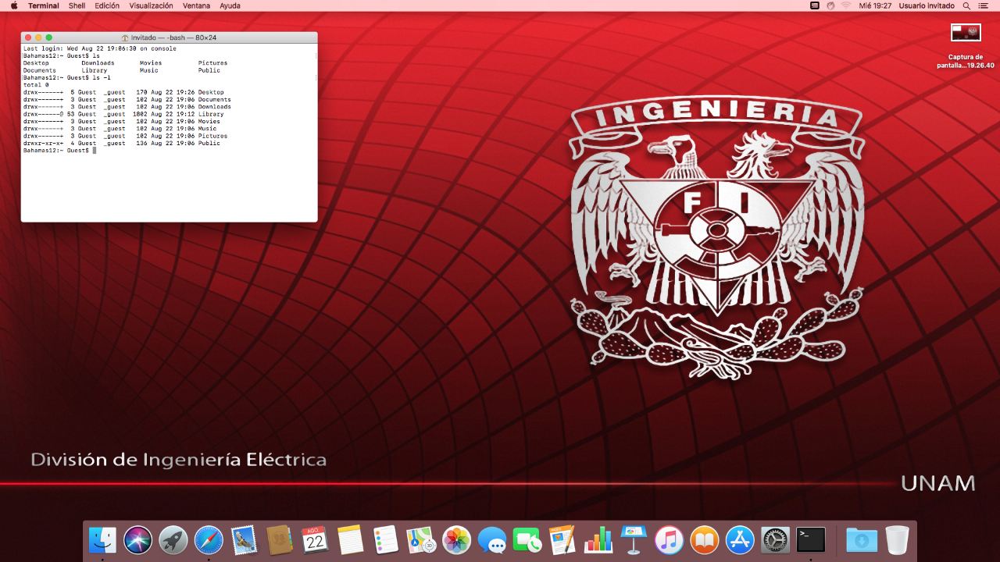 Terminal Shell Edición Visualización Ventana Ayuda Mié 19:27 Usuario invitado
Invitado — -bash — 80×24
Last login: Wed Aug 22 19:06:30 on console
[Bahamas12:~ Guest$ ls
Desktop Downloads Movies Pictures
Documents Library Music Public
[Bahamas12:~ Guest$ ls -l
total 0
drwx------+ 5 Guest _guest 170 Aug 22 19:26 Desktop
drwx------+ 3 Guest _guest 102 Aug 22 19:06 Documents
drwx------+ 3 Guest _guest 102 Aug 22 19:06 Downloads
drwx------@ 53 Guest _guest 1802 Aug 22 19:12 Library
drwx------+ 3 Guest _guest 102 Aug 22 19:06 Movies
drwx------+ 3 Guest _guest 102 Aug 22 19:06 Music
drwx------+ 3 Guest _guest 102 Aug 22 19:06 Pictures
drwxr-xr-x+ 4 Guest _guest 136 Aug 22 19:06 Public
Bahamas12:~ Guest$
Captura de
pantalla...19.26.40
INGENIERIA
F I
División de Ingeniería Eléctrica
UNAM
AGO
22
3D
>_